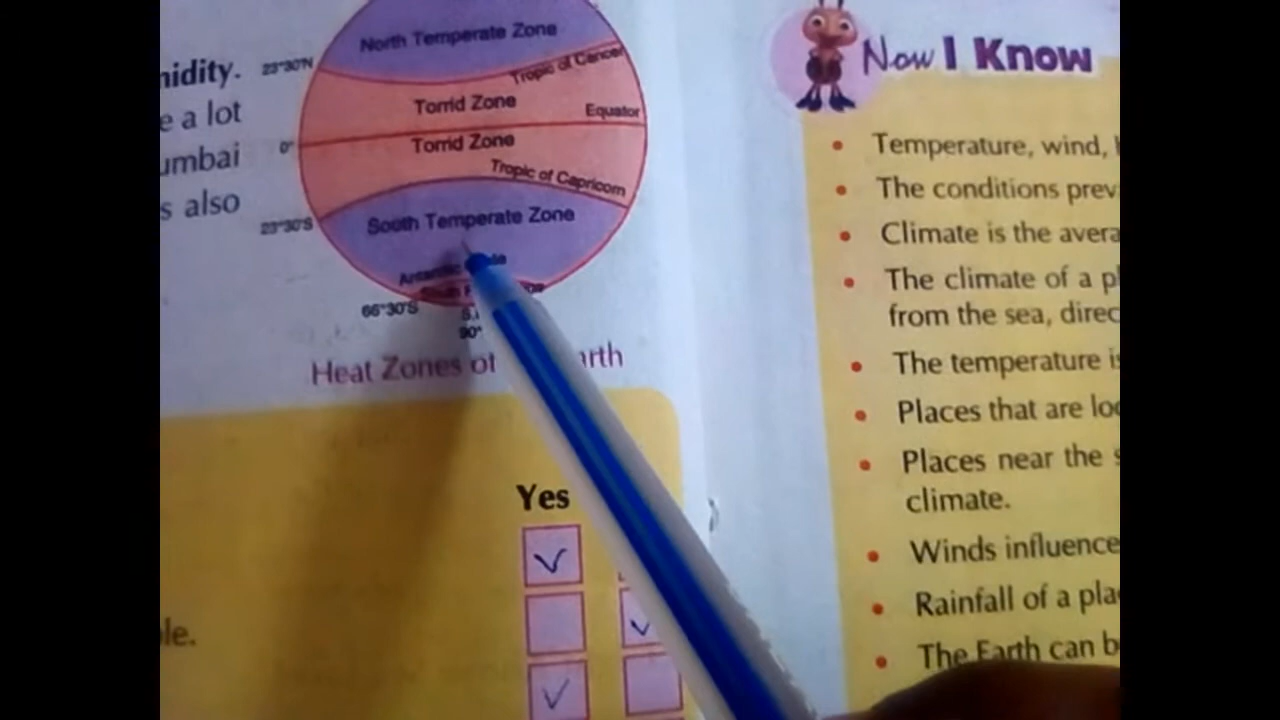 North Temperate Zone
23°30'N
Tropic of Cancer
Torrid Zone
Equator
0°
Torrid Zone
Tropic of Capricorn
23°30'S
South Temperate Zone
66°30'S
90°
Heat Zones of
nidity.
e a lot
umbai
s also
Yes
le.
Now I Know
• Temperature, wind,
• The conditions prev
• Climate is the avera
• The climate of a pl
from the sea, direc
• The temperature is
• Places that are loc
• Places near the s
climate.
• Winds influence
• Rainfall of a pla
• The Earth can b